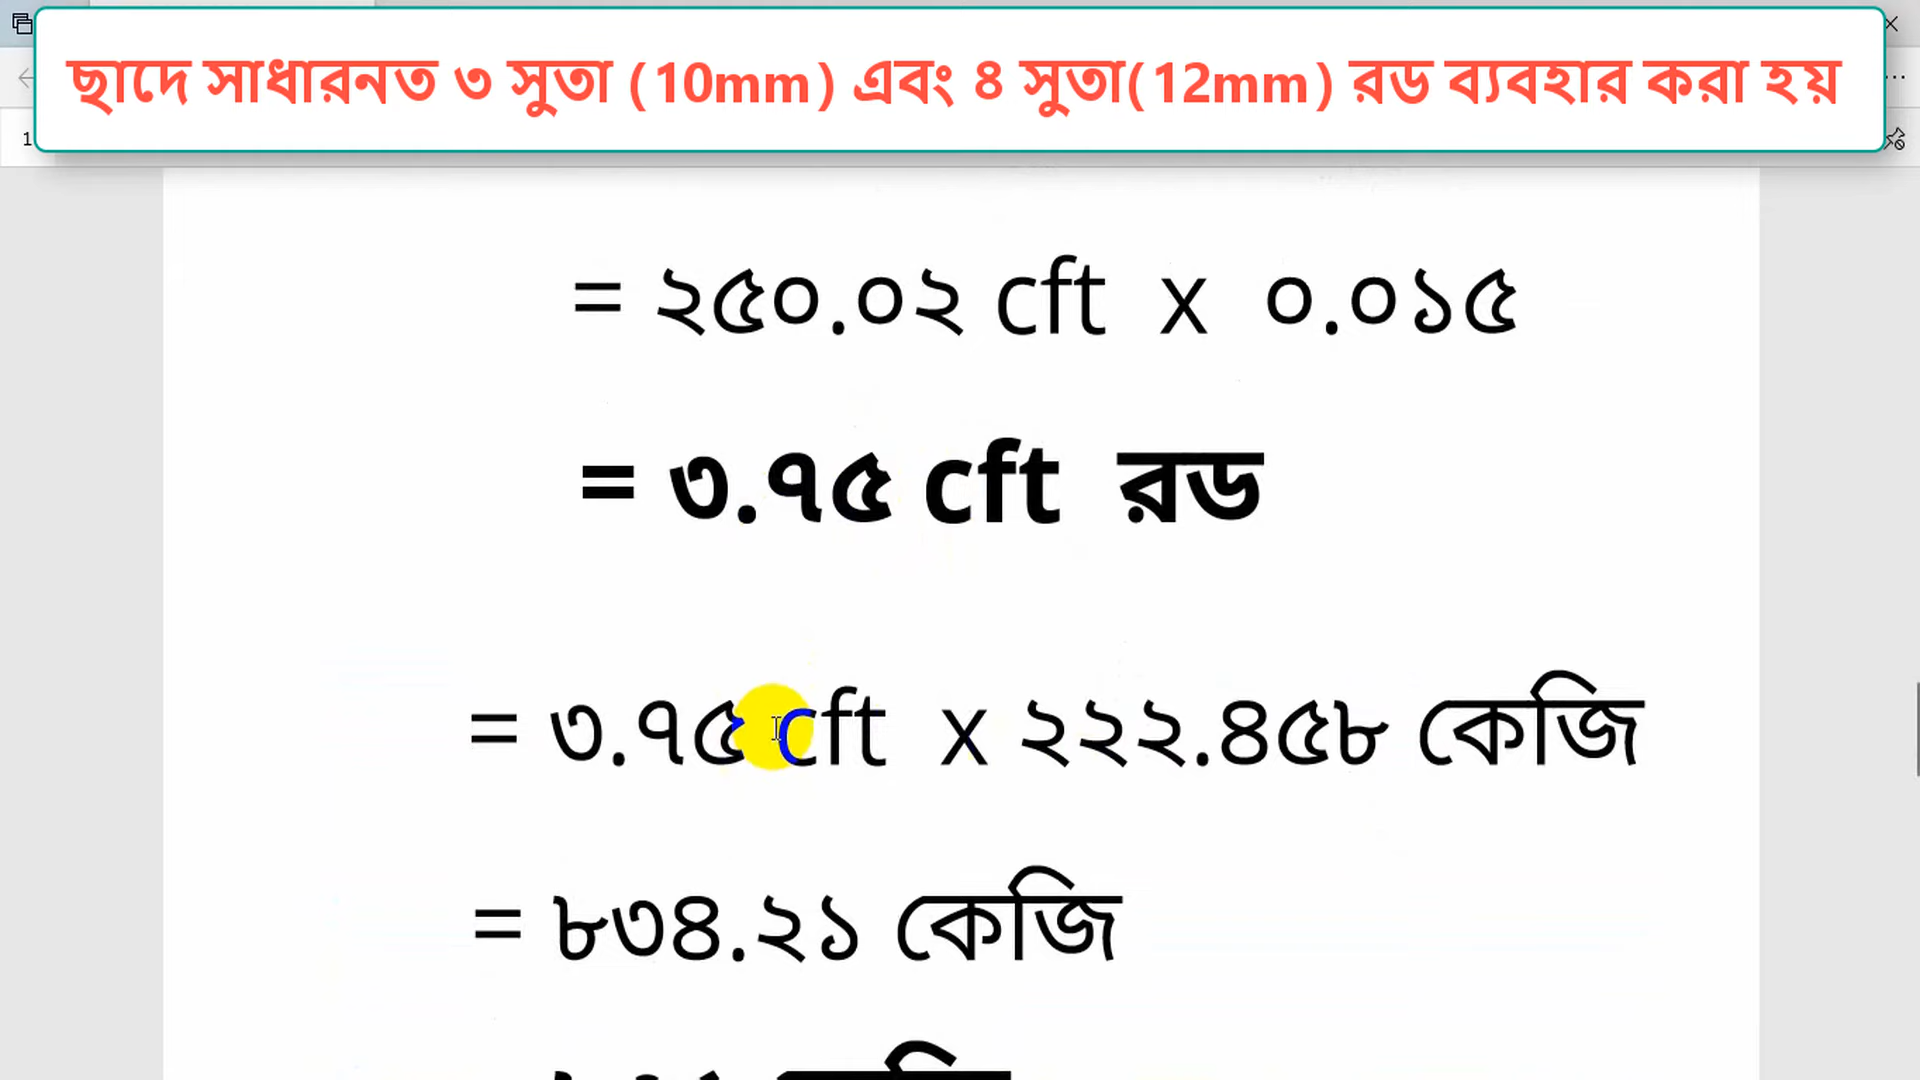 ছাদে সাধারনত ৩ সুতা (10mm) এবং ৪ সুতা(12mm) রড ব্যবহার করা হয়
1
= ২৫০.০২ cft x ০.০১৫
= ৩.৭৫ cft রড
= ৩.৭৫ cft x ২২২.৪৫৮ কেজি
= ৮৩৪.২১ কেজি